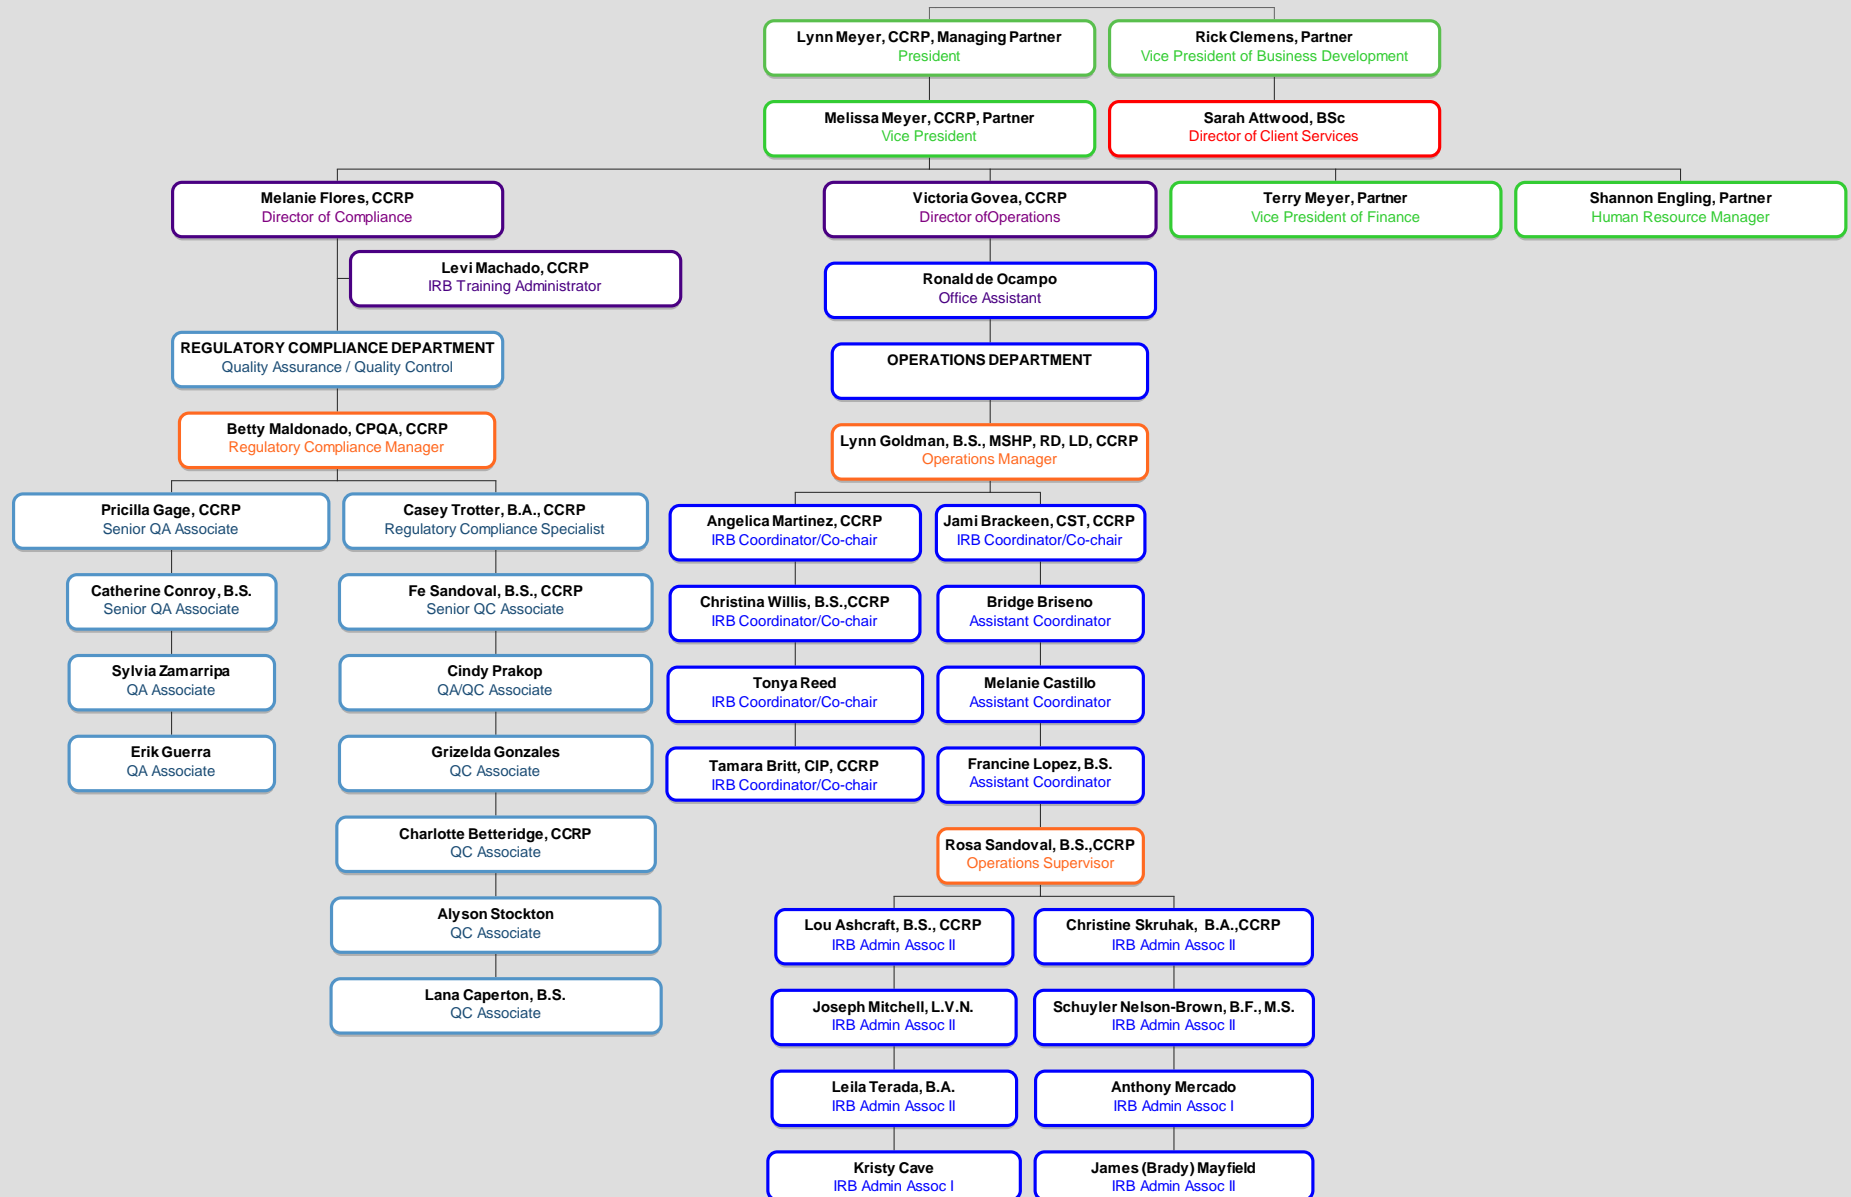 Lynn Meyer, CCRP, Managing Partner
President
Rick Clemens, Partner
Vice President of Business Development
Melissa Meyer, CCRP, Partner
Vice President
Sarah Attwood, BSc
Director of Client Services
Melanie Flores, CCRP
Director of Compliance
Victoria Govea, CCRP
Director ofOperations
Terry Meyer, Partner
Vice President of Finance
Shannon Engling, Partner
Human Resource Manager
Levi Machado, CCRP
IRB Training Administrator
Ronald de Ocampo
Office Assistant
REGULATORY COMPLIANCE DEPARTMENT
Quality Assurance / Quality Control
OPERATIONS DEPARTMENT
Betty Maldonado, CPQA, CCRP
Regulatory Compliance Manager
Lynn Goldman, B.S., MSHP, RD, LD, CCRP
Operations Manager
Pricilla Gage, CCRP
Senior QA Associate
Casey Trotter, B.A., CCRP
Regulatory Compliance Specialist
Angelica Martinez, CCRP
IRB Coordinator/Co-chair
Jami Brackeen, CST, CCRP
IRB Coordinator/Co-chair
Catherine Conroy, B.S.
Senior QA Associate
Fe Sandoval, B.S., CCRP
Senior QC Associate
Christina Willis, B.S.,CCRP
IRB Coordinator/Co-chair
Bridge Briseno
Assistant Coordinator
Sylvia Zamarripa
QA Associate
Cindy Prakop
QA/QC Associate
Tonya Reed
IRB Coordinator/Co-chair
Melanie Castillo
Assistant Coordinator
Erik Guerra
QA Associate
Grizelda Gonzales
QC Associate
Tamara Britt, CIP, CCRP
IRB Coordinator/Co-chair
Francine Lopez, B.S.
Assistant Coordinator
Charlotte Betteridge, CCRP
QC Associate
Rosa Sandoval, B.S.,CCRP
Operations Supervisor
Alyson Stockton
QC Associate
Lou Ashcraft, B.S., CCRP
IRB Admin Assoc II
Christine Skruhak, B.A.,CCRP
IRB Admin Assoc II
Lana Caperton, B.S.
QC Associate
Joseph Mitchell, L.V.N.
IRB Admin Assoc II
Schuyler Nelson-Brown, B.F., M.S.
IRB Admin Assoc II
Leila Terada, B.A.
IRB Admin Assoc II
Anthony Mercado
IRB Admin Assoc I
Kristy Cave
IRB Admin Assoc I
James (Brady) Mayfield
IRB Admin Assoc II